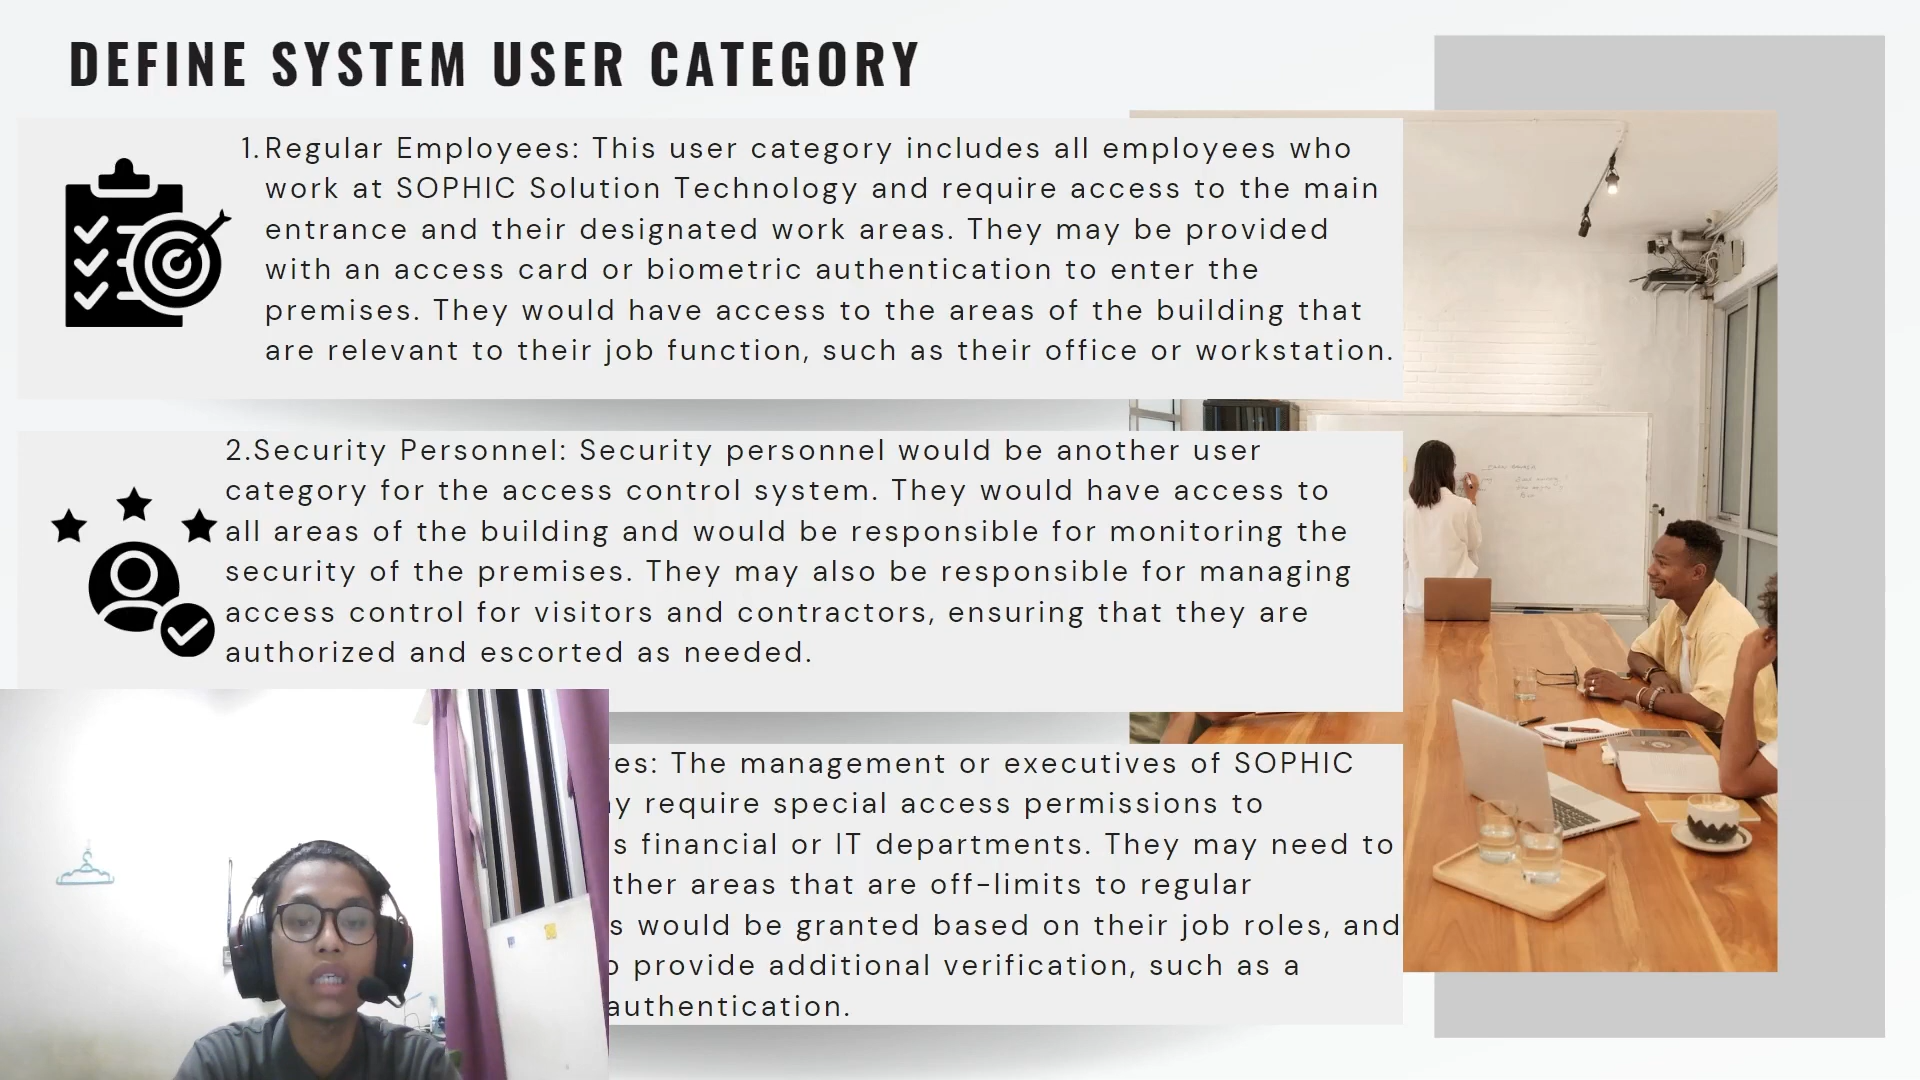 DEFINE SYSTEM USER CATEGORY
1. Regular Employees: This user category includes all employees who
work at SOPHIC Solution Technology and require access to the main
entrance and their designated work areas. They may be provided
with an access card or biometric authentication to enter the
premises. They would have access to the areas of the building that
are relevant to their job function, such as their office or workstation.
2.Security Personnel: Security personnel would be another user
category for the access control system. They would have access to
all areas of the building and would be responsible for monitoring the
security of the premises. They may also be responsible for managing
access control for visitors and contractors, ensuring that they are
authorized and escorted as needed.
The management or executives of SOPHIC
require special access permissions to
financial or IT departments. They may need to
areas that are off-limits to regular
would be granted based on their job roles, and
provide additional verification, such as a
authentication.